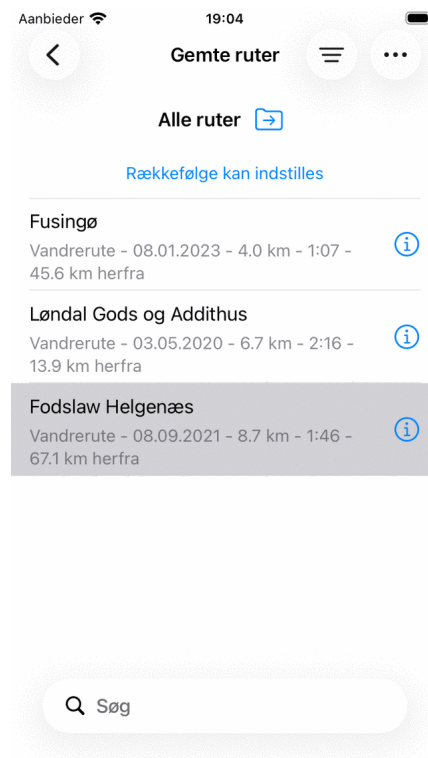 Aanbieder 19:04
Gemte ruter
Alle ruter
Rækkefølge kan indstilles
Fusingø
Vandrerute - 08.01.2023 - 4.0 km - 1:07 -
45.6 km herfra
Løndal Gods og Addithus
Vandrerute - 03.05.2020 - 6.7 km - 2:16 -
13.9 km herfra
Fodslaw Helgenæs
Vandrerute - 08.09.2021 - 8.7 km - 1:46 -
67.1 km herfra
Søg